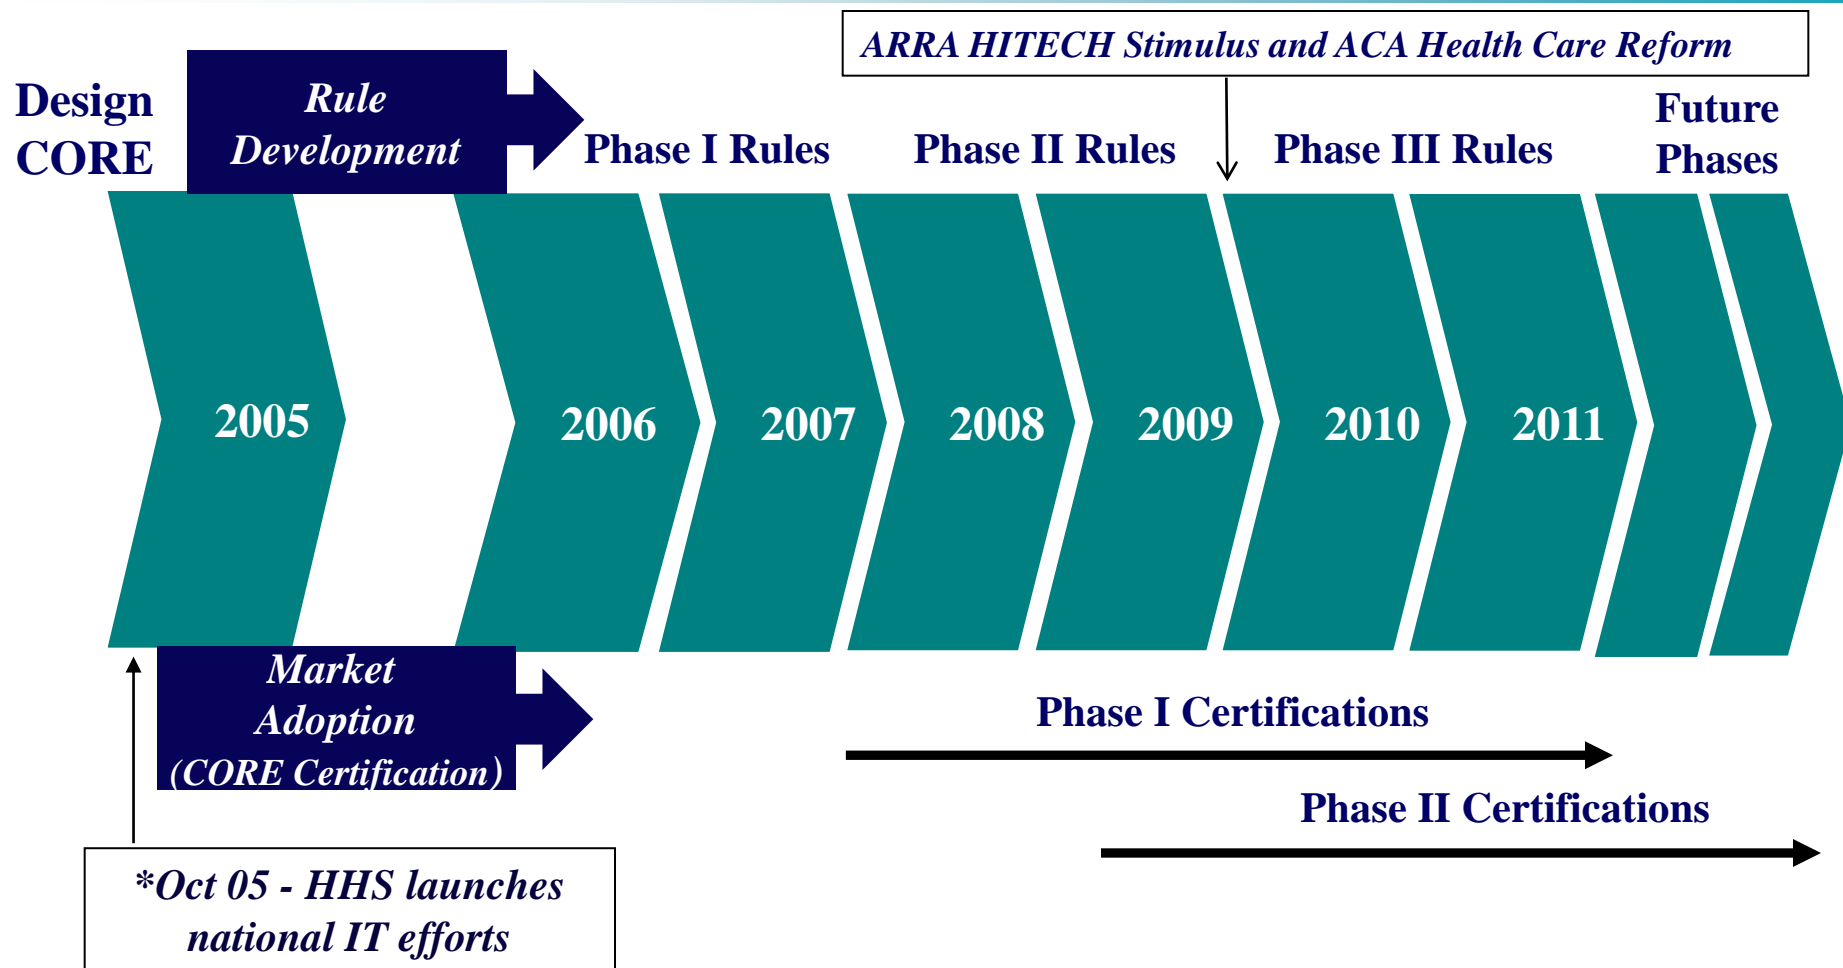 ARRA HITECH Stimulus and ACA Health Care Reform
Design
CORE
Rule
Development
Phase I Rules
Phase II Rules
Phase III Rules
Future
Phases
2005
2006
2007
2008
2009
2010
2011
Market
Adoption
(CORE Certification)
Phase I Certifications
Phase II Certifications
*Oct 05 - HHS launches
national IT efforts